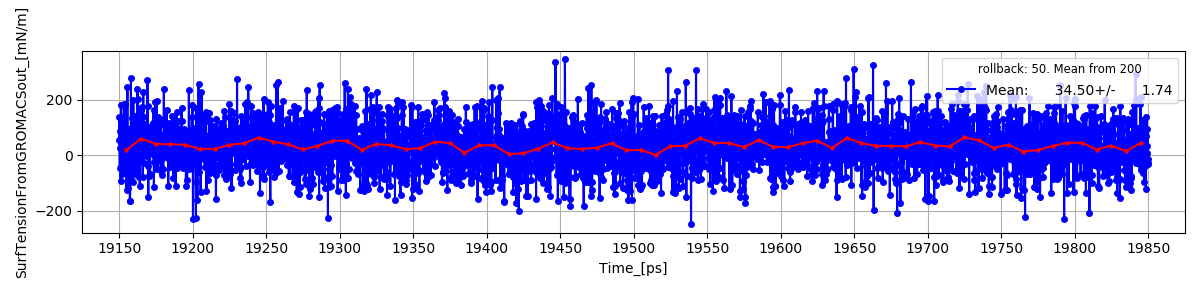 SurfTensionFromGROMACSout_[mN/m]
200
0
−200
rollback: 50. Mean from 200
Mean: 34.50+/- 1.74
19150 19200 19250 19300 19350 19400 19450 19500 19550 19600 19650 19700 19750 19800 19850
Time_[ps]